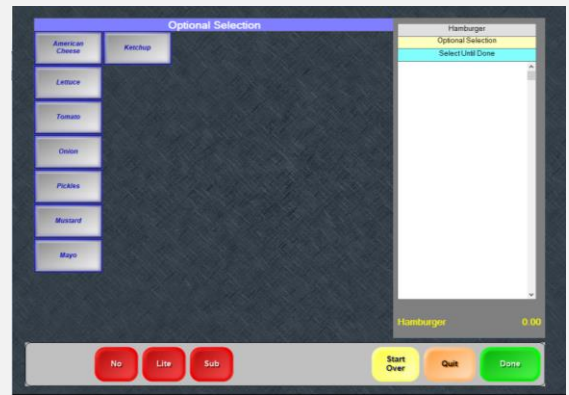 Optional Selection
American
Cheese
Ketchup
Lettuce
Tomato
Onion
Pickles
Mustard
Mayo
Hamburger
Optional Selection
Select Until Done
Hamburger 0.00
No
Lite
Sub
Start
Over
Quit
Done